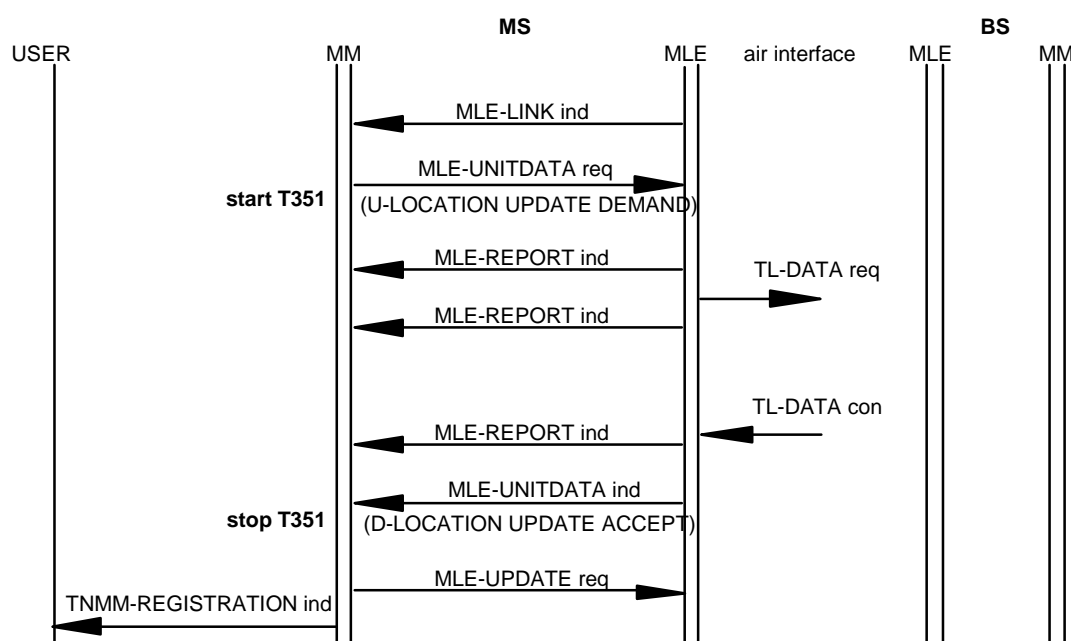 MS BS
USER MM MLE air interface MLE MM
MLE-LINK ind
MLE-UNITDATA req
start T351 (U-LOCATION UPDATE DEMAND)
MLE-REPORT ind
TL-DATA req
MLE-REPORT ind
TL-DATA con
MLE-REPORT ind
MLE-UNITDATA ind
stop T351 (D-LOCATION UPDATE ACCEPT)
MLE-UPDATE req
TNMM-REGISTRATION ind